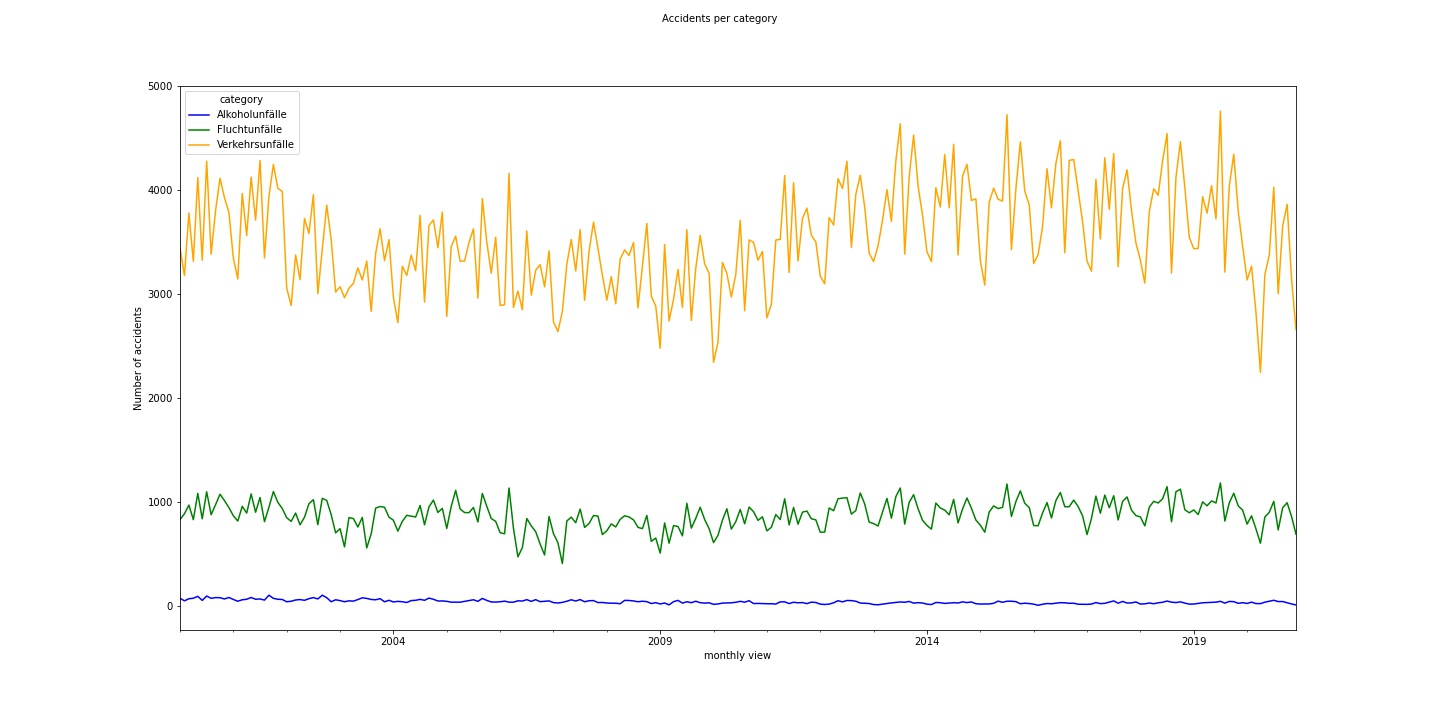 Accidents per category
5000
4000
3000
2000
1000
0
Number of accidents
category
Alkoholunfälle
Fluchtunfälle
Verkehrsunfälle
2004
2009
2014
2019
monthly view